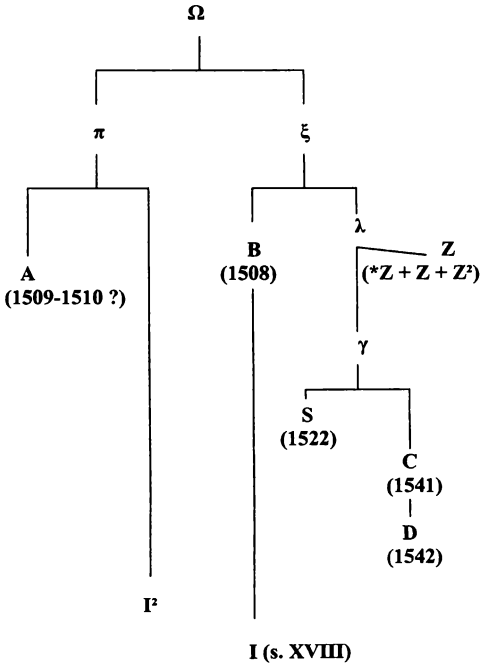 Ω
π ξ
λ
B Z
A (1508) (*Z + Z + Z²)
(1509-1510 ?)
γ
S
(1522)
C
(1541)
D
(1542)
I²
I (s. XVIII)